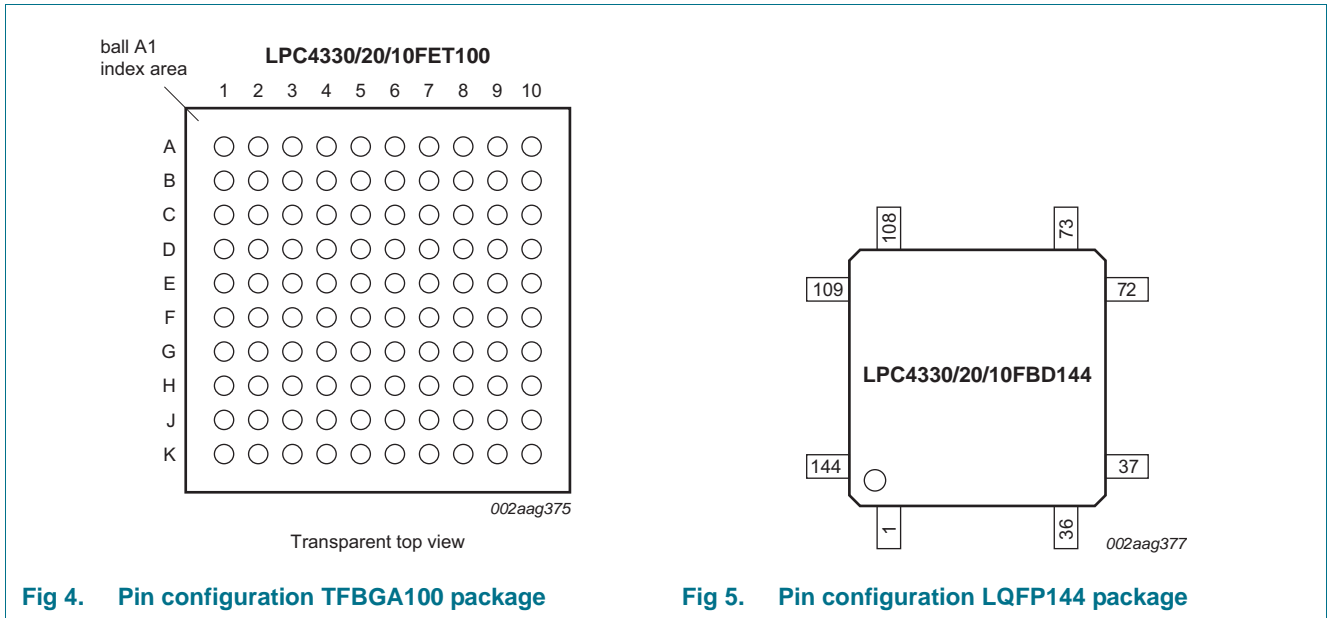 ball A1
index area
LPC4330/20/10FET100
1 2 3 4 5 6 7 8 9 10
A
B
C
D
E
F
G
H
J
K
002aag375
Transparent top view
Fig 4. Pin configuration TFBGA100 package
108
73
109
72
LPC4330/20/10FBD144
144
37
1
36
002aag377
Fig 5. Pin configuration LQFP144 package